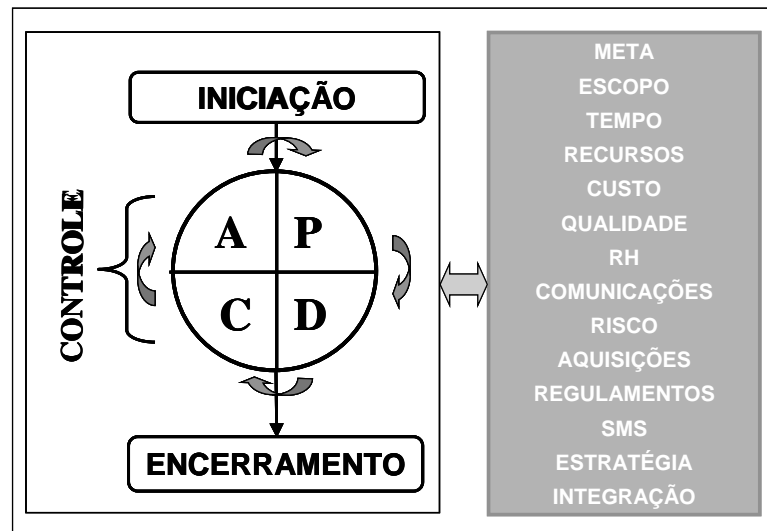 INICIAÇÃO
CONTROLE
A P
C D
ENCERRAMENTO
META
ESCOPO
TEMPO
RECURSOS
CUSTO
QUALIDADE
RH
COMUNICAÇÕES
RISCO
AQUISIÇÕES
REGULAMENTOS
SMS
ESTRATÉGIA
INTEGRAÇÃO